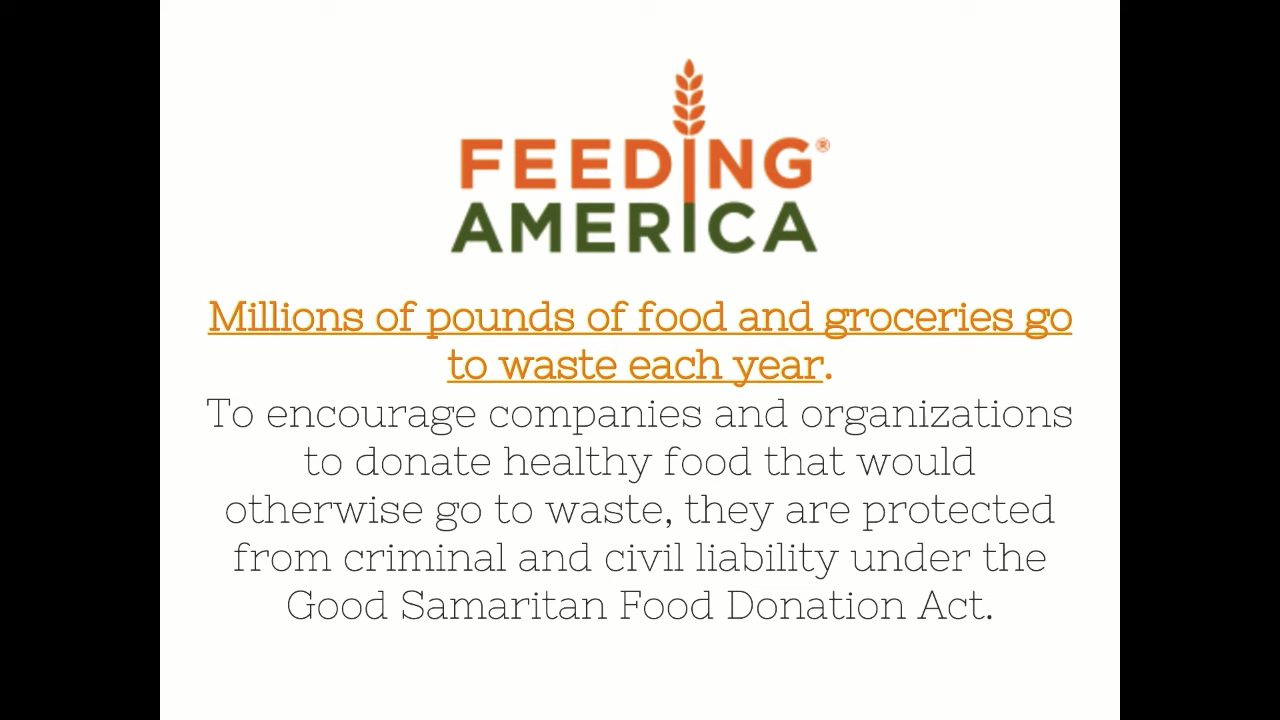 FEEDING®
AMERICA
Millions of pounds of food and groceries go
to waste each year.
To encourage companies and organizations
to donate healthy food that would
otherwise go to waste, they are protected
from criminal and civil liability under the
Good Samaritan Food Donation Act.